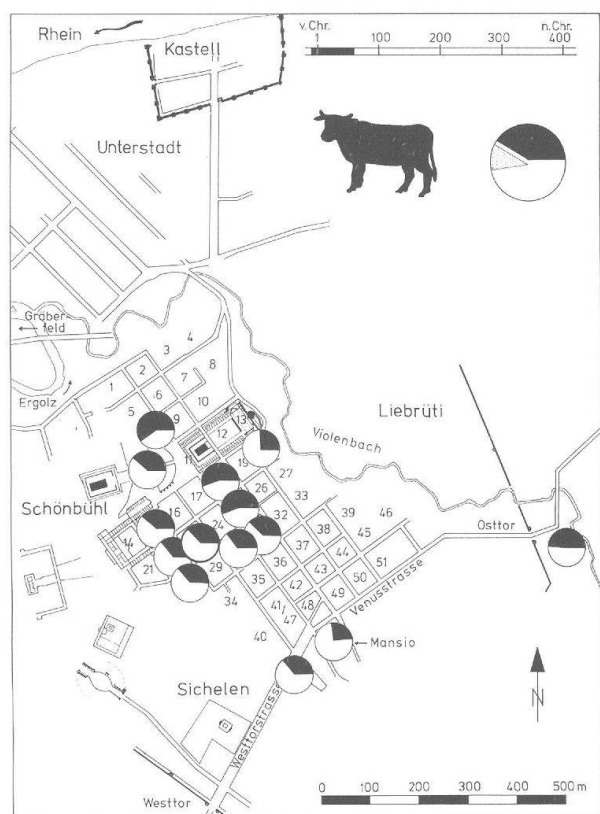 v. Chr.
n. Chr.
1
100
200
300
400
Rhein
Kastell
Unterstadt
Gräber-
feld
Ergolz
1
2
3
4
5
6
7
8
9
10
11
12
13
Liebrüti
Violenbach
Schönbühl
14
16
17
19
21
24
26
27
29
32
33
34
35
36
37
38
39
40
41/
47
42
43
44
45
46
48
49
50
51
Osttor
Venusstrasse
Mansio
Sichelen
Westtorstrasse
Westtor
N
0
100
200
300
400
500 m